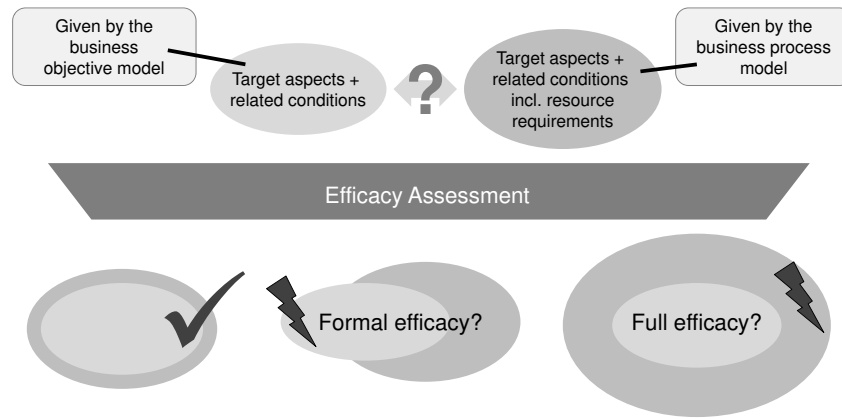 Given by the
business
objective model
Target aspects +
related conditions
?
Target aspects +
related conditions
incl. resource
requirements
Given by the
business process
model
Efficacy Assessment
Formal efficacy?
Full efficacy?